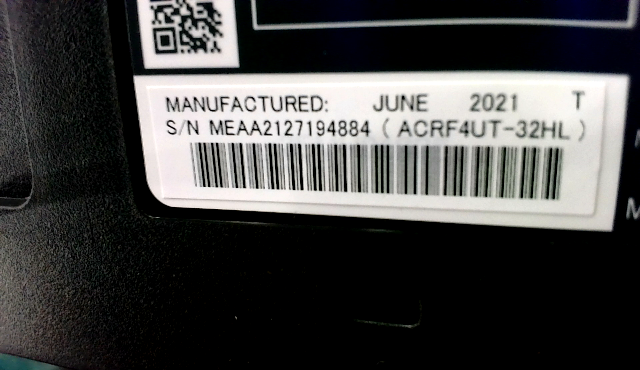 MANUFACTURED: JUNE 2021 T
S/N MEAA2127194884 ( ACRF4UT-32HL )